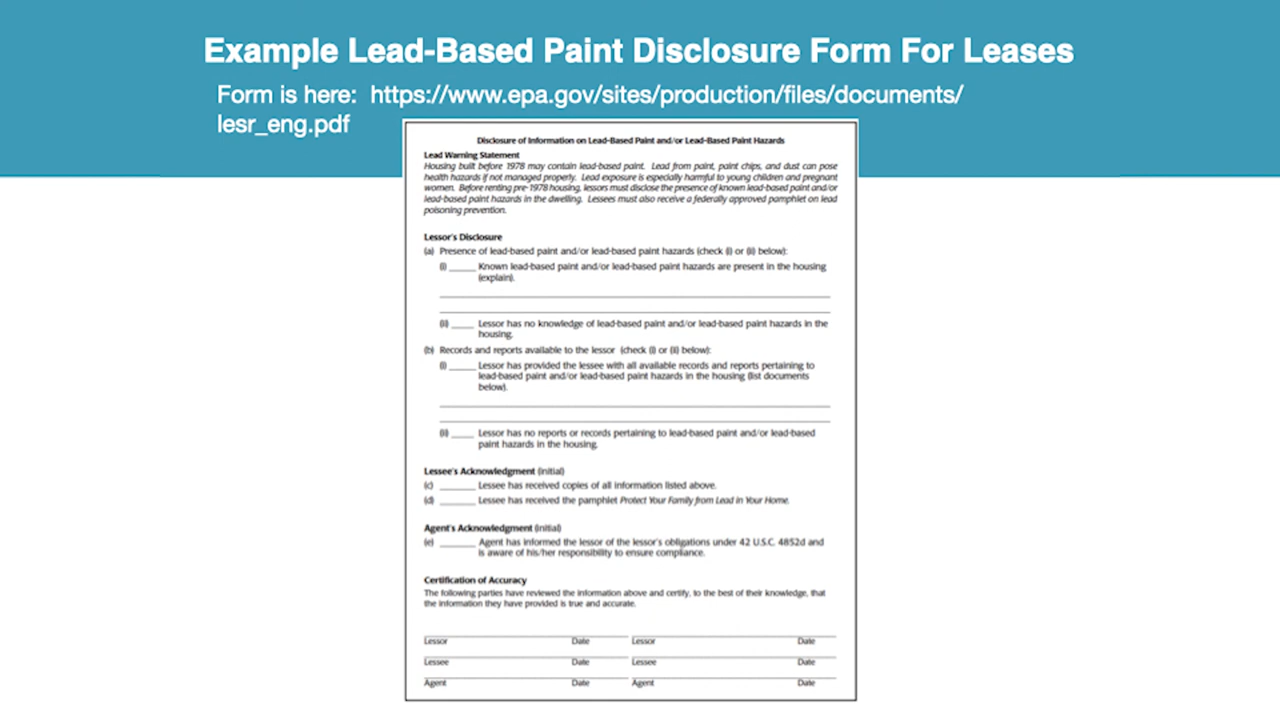 Example Lead-Based Paint Disclosure Form For Leases
Form is here:  https://www.epa.gov/sites/production/files/documents/
lesr_eng.pdf
Disclosure of Information on Lead-Based Paint and/or Lead-Based Paint Hazards
Lead Warning Statement
Housing built before 1978 may contain lead-based paint. Lead from paint, paint chips, and dust can pose
health hazards if not managed properly. Lead exposure is especially harmful to young children and pregnant
women. Before renting pre-1978 housing, lessors must disclose the presence of known lead-based paint and/or
lead-based paint hazards in the dwelling. Lessees must also receive a federally approved pamphlet on lead
poisoning prevention.
Lessor's Disclosure
(a) Presence of lead-based paint and/or lead-based paint hazards (check (i) or (ii) below):
(i) ______ Known lead-based paint and/or lead-based paint hazards are present in the housing
(explain).
(ii) _____ Lessor has no knowledge of lead-based paint and/or lead-based paint hazards in the
housing.
(b) Records and reports available to the lessor (check (i) or (ii) below):
(i) ______ Lessor has provided the lessee with all available records and reports pertaining to
lead-based paint and/or lead-based paint hazards in the housing (list documents
below).
(ii) _____ Lessor has no reports or records pertaining to lead-based paint and/or lead-based
paint hazards in the housing.
Lessee's Acknowledgment (initial)
(c) ________ Lessee has received copies of all information listed above.
(d) ________ Lessee has received the pamphlet Protect Your Family from Lead in Your Home.
Agent's Acknowledgment (initial)
(e) ________ Agent has informed the lessor of the lessor's obligations under 42 U.S.C. 4852d and
is aware of his/her responsibility to ensure compliance.
Certification of Accuracy
The following parties have reviewed the information above and certify, to the best of their knowledge, that
the information they have provided is true and accurate.
Lessor Date Lessor Date
Lessee Date Lessee Date
Agent Date Agent Date